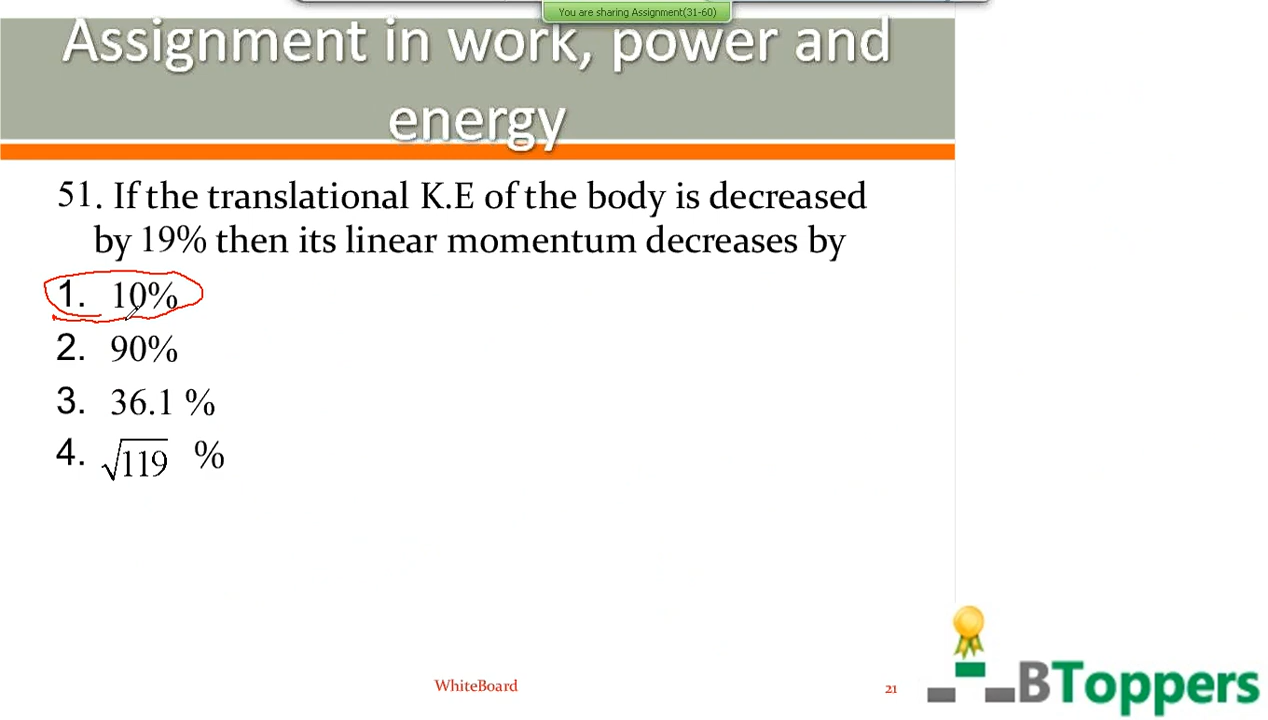 You are sharing Assignment(31-60)
Assignment in work, power and
energy
51. If the translational K.E of the body is decreased
by 19% then its linear momentum decreases by
1. 10%
2. 90%
3. 36.1 %
4. √119 %
WhiteBoard
21
BToppers